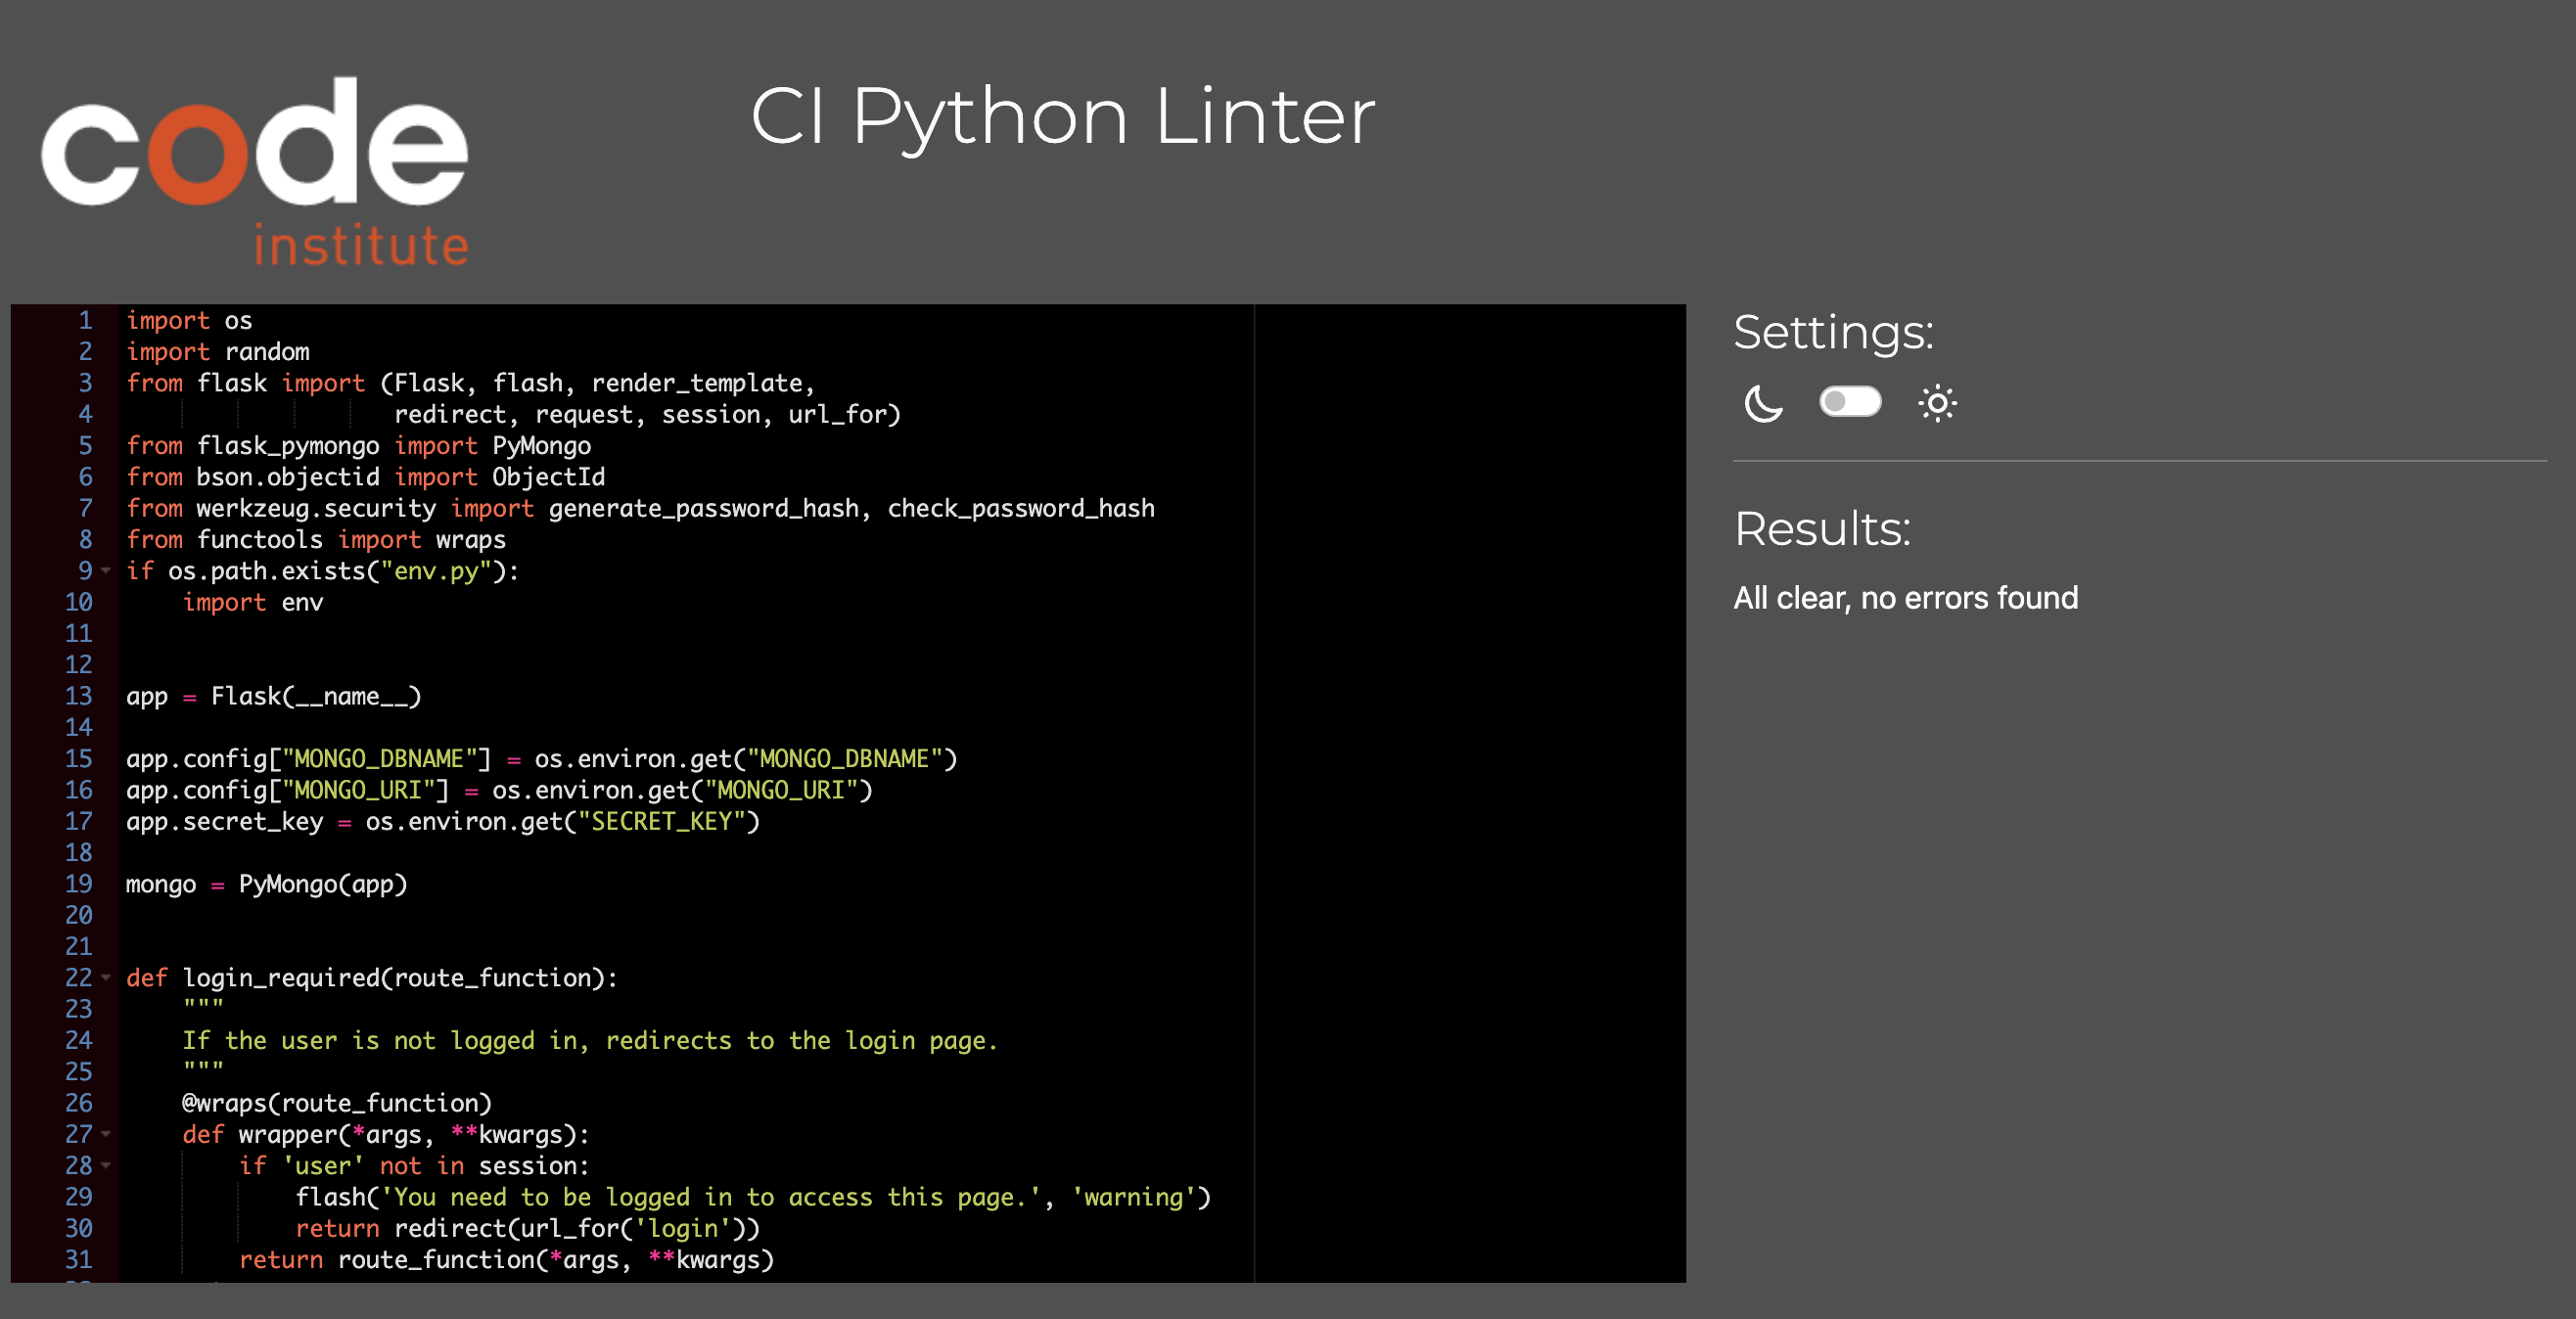 code
institute
CI Python Linter
1 import os
2 import random
3 from flask import (Flask, flash, render_template,
4                    redirect, request, session, url_for)
5 from flask_pymongo import PyMongo
6 from bson.objectid import ObjectId
7 from werkzeug.security import generate_password_hash, check_password_hash
8 from functools import wraps
9 if os.path.exists("env.py"):
10     import env
11
12
13 app = Flask(__name__)
14
15 app.config["MONGO_DBNAME"] = os.environ.get("MONGO_DBNAME")
16 app.config["MONGO_URI"] = os.environ.get("MONGO_URI")
17 app.secret_key = os.environ.get("SECRET_KEY")
18
19 mongo = PyMongo(app)
20
21
22 def login_required(route_function):
23     """
24     If the user is not logged in, redirects to the login page.
25     """
26     @wraps(route_function)
27     def wrapper(*args, **kwargs):
28         if 'user' not in session:
29             flash('You need to be logged in to access this page.', 'warning')
30             return redirect(url_for('login'))
31         return route_function(*args, **kwargs)
Settings:
Results:
All clear, no errors found